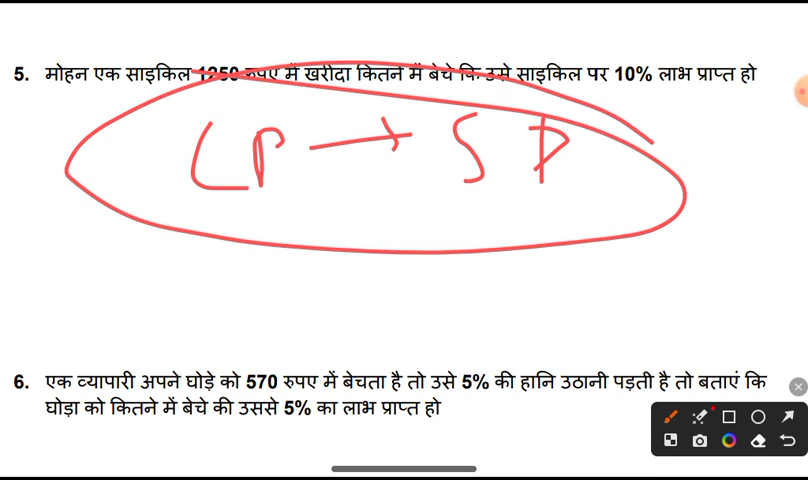 5. मोहन एक साइकिल 1250 रुपए में खरीदा कितने में बेचे कि उसे साइकिल पर 10% लाभ प्राप्त हो
CP → SP
6. एक व्यापारी अपने घोड़े को 570 रुपए में बेचता है तो उसे 5% की हानि उठानी पड़ती है तो बताएं कि
घोड़ा को कितने में बेचे की उससे 5% का लाभ प्राप्त हो